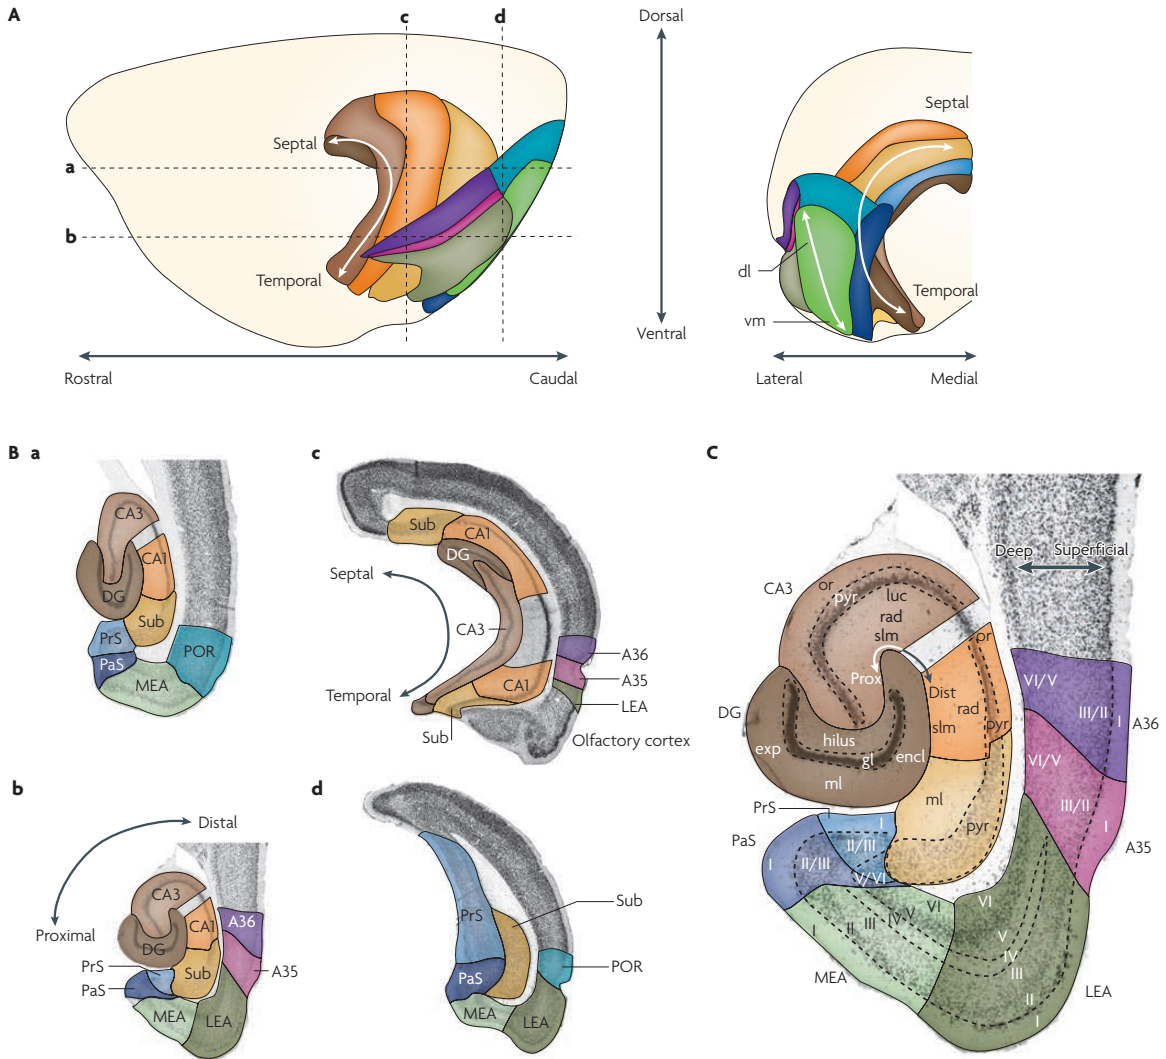 A
c
d
Dorsal
Septal
Septal
a
b
dl
Temporal
Temporal
vm
Ventral
Rostral
Caudal
Lateral
Medial
B a
CA3
CA1
DG
Sub
PrS
PaS
POR
MEA
c
Sub
CA1
DG
Septal
CA3
A36
A35
Temporal
CA1
LEA
Sub
Olfactory cortex
b
Distal
CA3
Proximal
CA1
A36
DG
PrS
Sub
A35
PaS
MEA
LEA
d
PrS
Sub
PaS
POR
MEA
LEA
C
Deep
Superficial
CA3
or
pyr
luc
rad
slm
or
Prox
Dist
rad
slm
pyr
VI/V
III/II
I
A36
DG
exp
hilus
gl
encl
ml
VI/V
III/II
I
A35
ml
pyr
PrS
I
II/III
V/VI
PaS
I
II/III
I
II
III
IV
V
VI
MEA
VI
V
IV
III
II
I
LEA